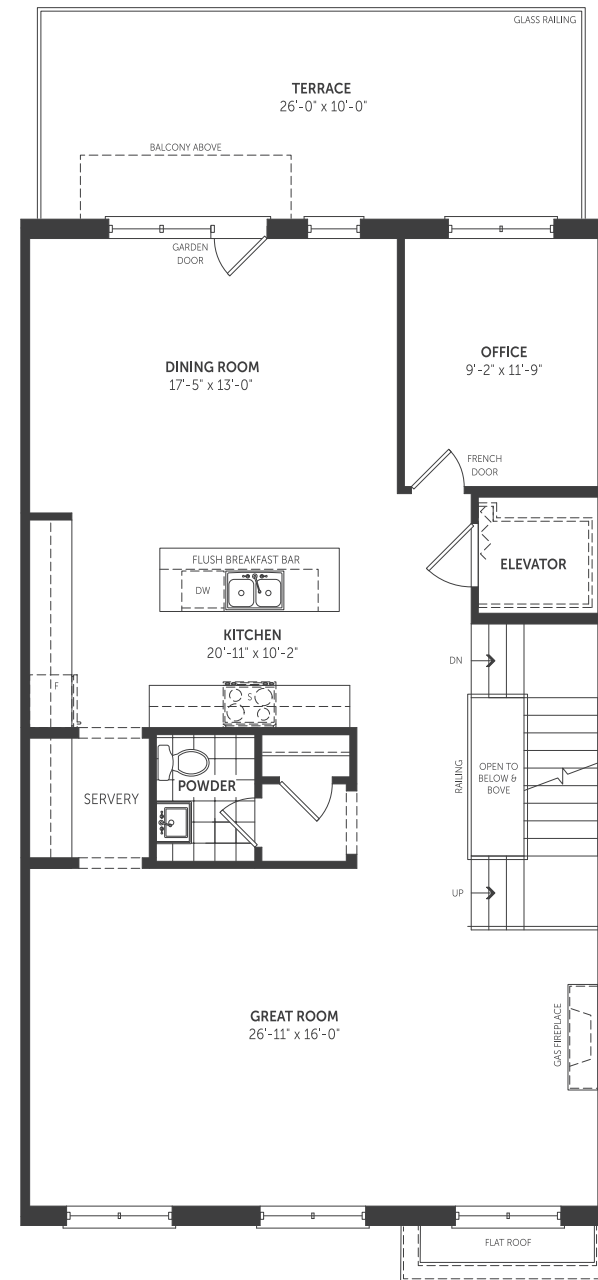 GLASS RAILING
TERRACE
26'-0" x 10'-0"
BALCONY ABOVE
GARDEN
DOOR
DINING ROOM
17'-5" x 13'-0"
OFFICE
9'-2" x 11'-9"
FRENCH
DOOR
FLUSH BREAKFAST BAR
DW
ELEVATOR
KITCHEN
20'-11" x 10'-2"
DN
F
S
RAILING
OPEN TO
BELOW &
BOVE
SERVERY
POWDER
UP
GREAT ROOM
26'-11" x 16'-0"
GAS FIREPLACE
FLAT ROOF